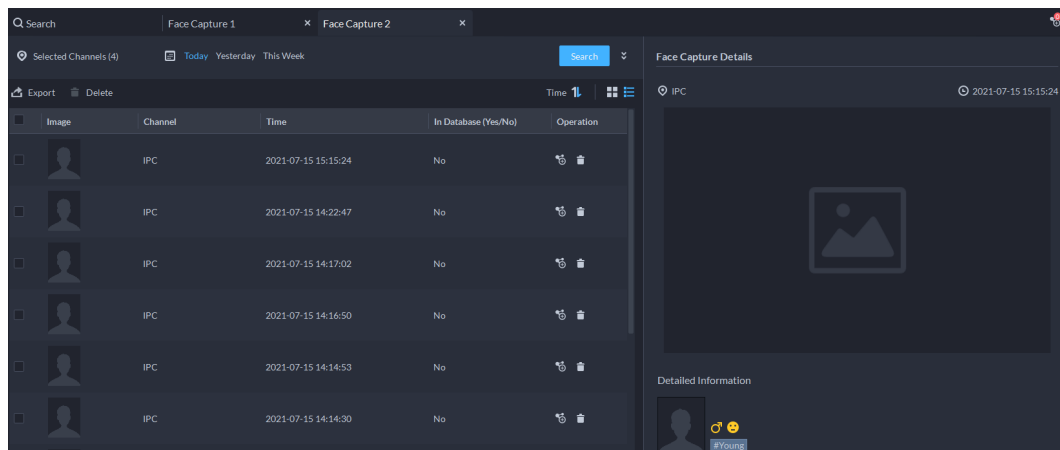 Search
Face Capture 1
Face Capture 2
Selected Channels (4)
Today Yesterday This Week
Search
Export
Delete
Time
Image Channel Time In Database (Yes/No) Operation
IPC 2021-07-15 15:15:24 No
IPC 2021-07-15 14:22:47 No
IPC 2021-07-15 14:17:02 No
IPC 2021-07-15 14:16:50 No
IPC 2021-07-15 14:14:53 No
IPC 2021-07-15 14:14:30 No
Face Capture Details
IPC 2021-07-15 15:15:24
Detailed Information
#Young